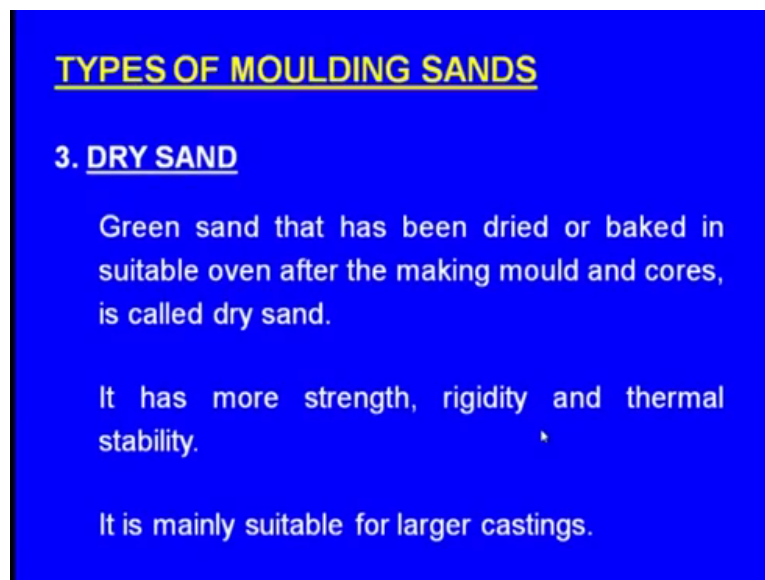 TYPES OF MOULDING SANDS
3. DRY SAND
Green sand that has been dried or baked in
suitable oven after the making mould and cores,
is called dry sand.
It has more strength, rigidity and thermal
stability.
It is mainly suitable for larger castings.